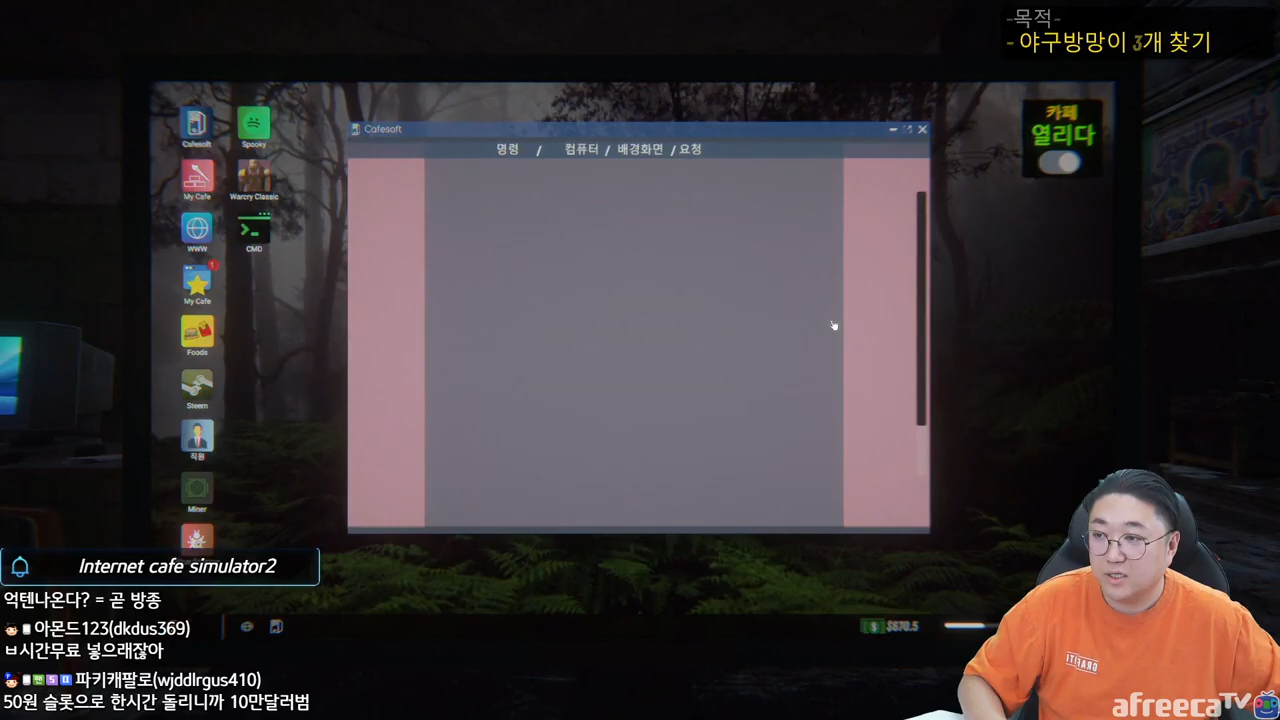 -목적-
- 야구방망이 3개 찾기
Cafesoft
명령 / 컴퓨터 / 배경화면 / 요청
카페
열리다
Cafesoft
Spooky
My Cafe
Warcry Classic
WWW
CMD
1
My Cafe
Foods
Steem
직원
Miner
Internet cafe simulator2
억텐나온다? = 곧 방종
아몬드123(dkdus369)
ㅂ시간무료 넣으래잖아
파키캐팔로(wjddlrgus410)
50원 슬롯으로 한시간 돌리니까 10만달러범
$ $670.5
afreecaTV